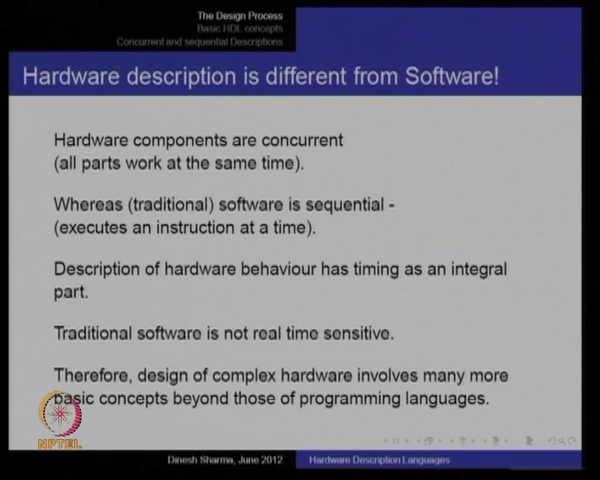 The Design Process
Basic HDL concepts
Concurrent and sequential Descriptions
Hardware description is different from Software!
Hardware components are concurrent
(all parts work at the same time).
Whereas (traditional) software is sequential -
(executes an instruction at a time).
Description of hardware behaviour has timing as an integral
part.
Traditional software is not real time sensitive.
Therefore, design of complex hardware involves many more
basic concepts beyond those of programming languages.
NPTEL
Dinesh Sharma, June 2012
Hardware Description Languages